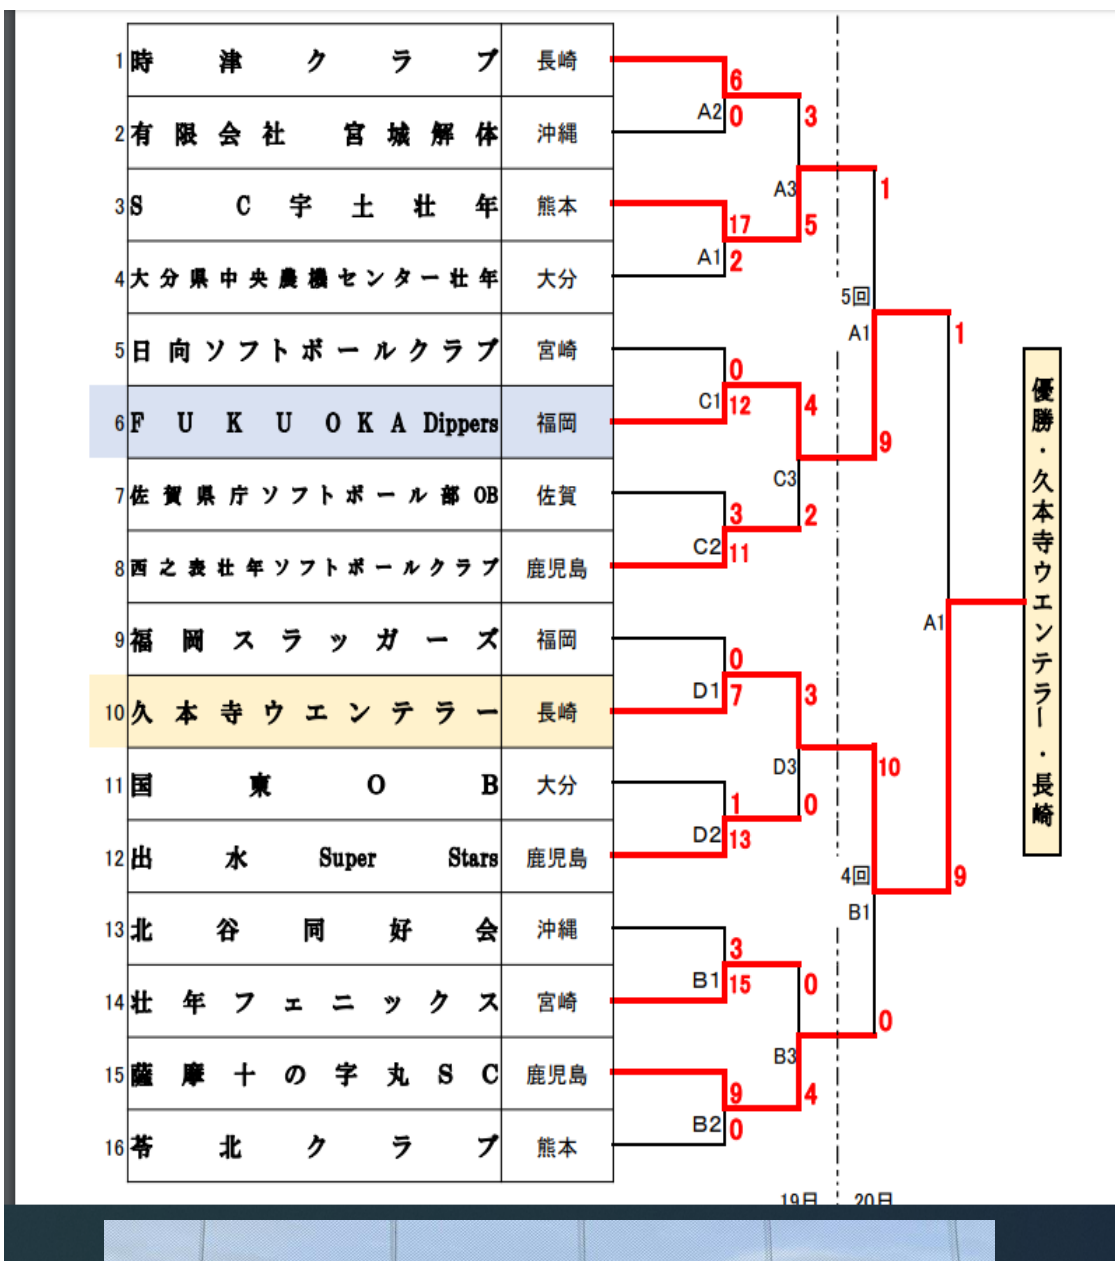 1 時津クラブ 長崎
2 有限会社 宮城解体 沖縄
3 SC宇土壮年 熊本
4 大分県中央農機センター壮年 大分
5 日向ソフトボールクラブ 宮崎
6 FUKUOKA Dippers 福岡
7 佐賀県庁ソフトボール部OB 佐賀
8 西之表壮年ソフトボールクラブ 鹿児島
9 福岡スラッガーズ 福岡
10 久本寺ウエンテラー 長崎
11 国東OB 大分
12 出水 Super Stars 鹿児島
13 北谷同好会 沖縄
14 壮年フェニックス 宮崎
15 薩摩十の字丸SC 鹿児島
16 苓北クラブ 熊本
6
A2 0
17
A1 2
0
C1 12
3
C2 11
0
D1 7
1
D2 13
3
B1 15
9
B2 0
3
A3 5
4
C3 2
3
D3 0
0
B3 4
1
5回
A1 9
10
4回
B1 0
1
A1 9
優勝・久本寺ウエンテラー・長崎
19日 20日